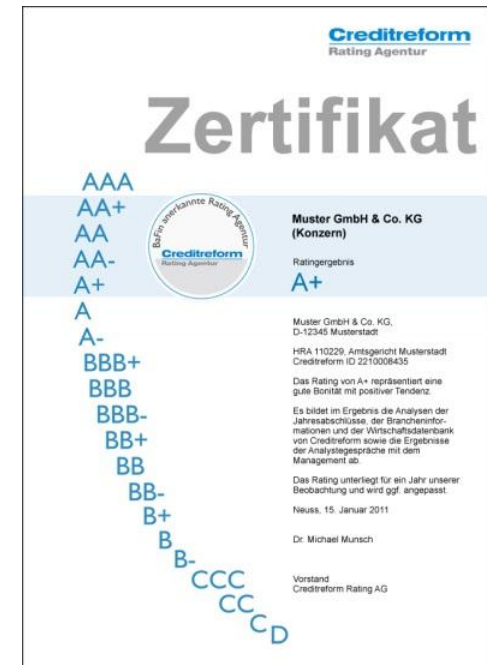 Creditreform
Rating Agentur
Zertifikat
AAA
AA+
AA
AA-
A+
A
A-
BBB+
BBB
BBB-
BB+
BB
BB-
B+
B
B-
CCC
CC
C
D
BaFin anerkannte Rating Agentur
Creditreform
Rating Agentur
Muster GmbH & Co. KG
(Konzern)
Ratingergebnis
A+
Muster GmbH & Co. KG,
D-12345 Musterstadt
HRA 110229, Amtsgericht Musterstadt
Creditreform ID 2210008435
Das Rating von A+ repräsentiert eine
gute Bonität mit positiver Tendenz.
Es bildet im Ergebnis die Analysen der
Jahresabschlüsse, der Brancheninfor-
mationen und der Wirtschaftsdatenbank
von Creditreform sowie die Ergebnisse
der Analystegespräche mit dem
Management ab.
Das Rating unterliegt für ein Jahr unserer
Beobachtung und wird ggf. angepasst.
Neuss, 15. Januar 2011
Dr. Michael Munsch
Vorstand
Creditreform Rating AG